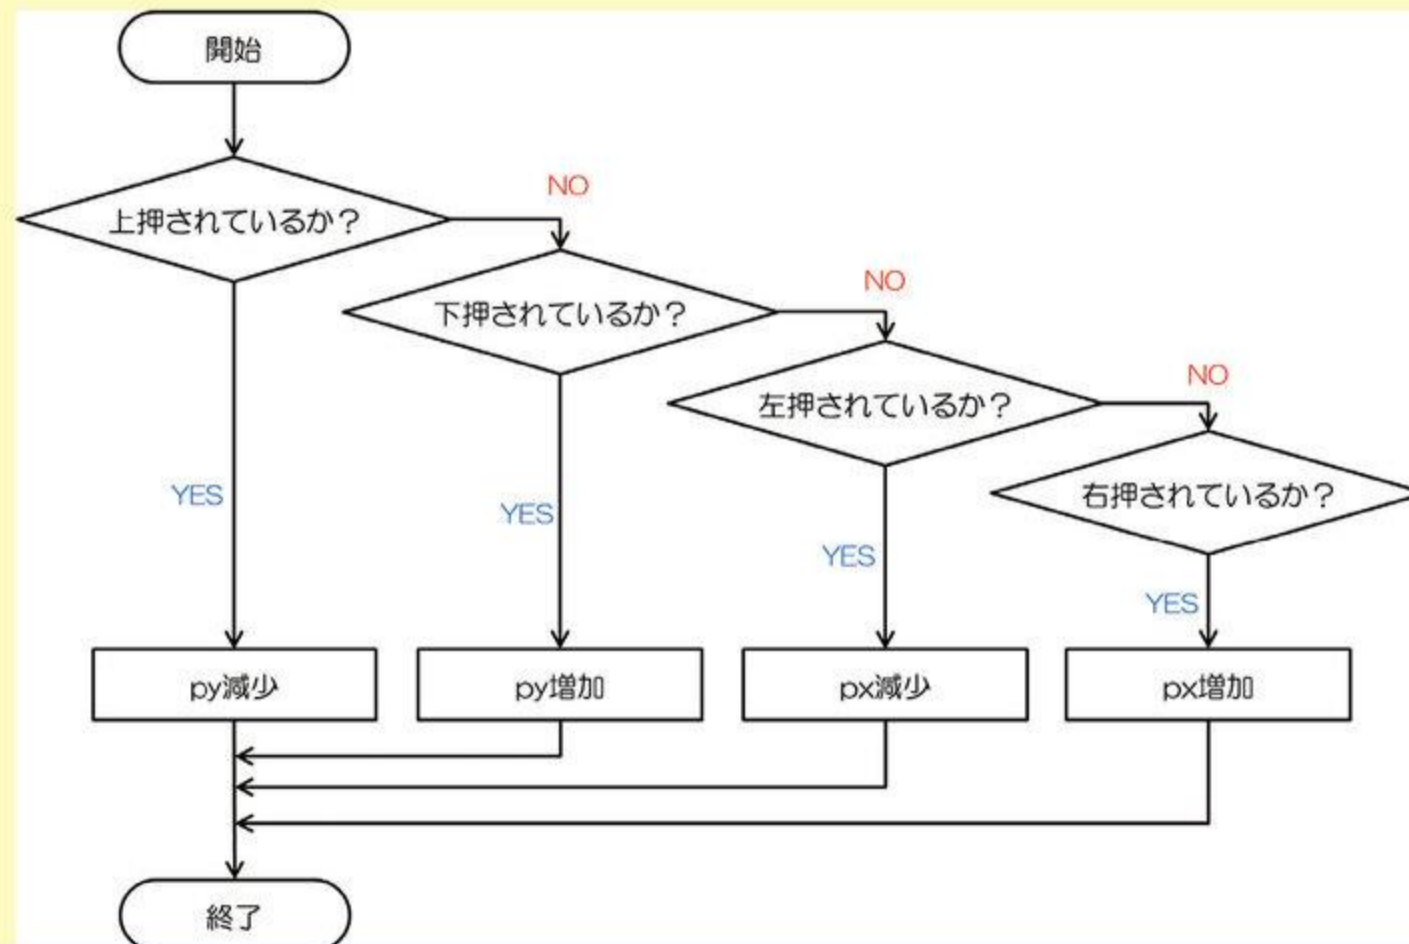 開始
上押されているか？
NO
下押されているか？
NO
左押されているか？
NO
右押されているか？
YES
YES
YES
YES
py減少
py増加
px減少
px増加
終了